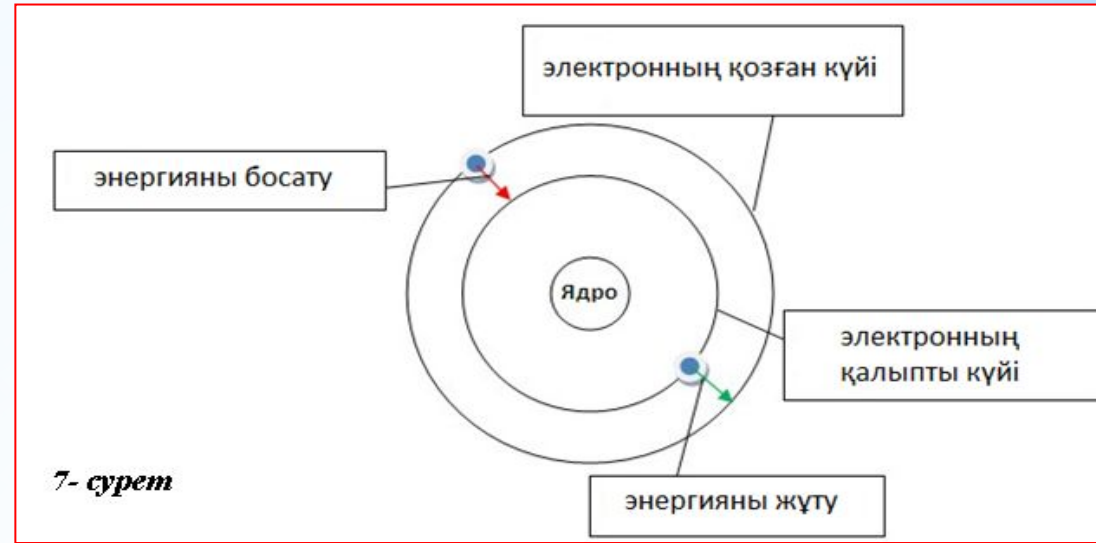 электронның қозған күйі
энергияны босату
Ядро
электронның
қалыпты күйі
энергияны жұту
7- сурет